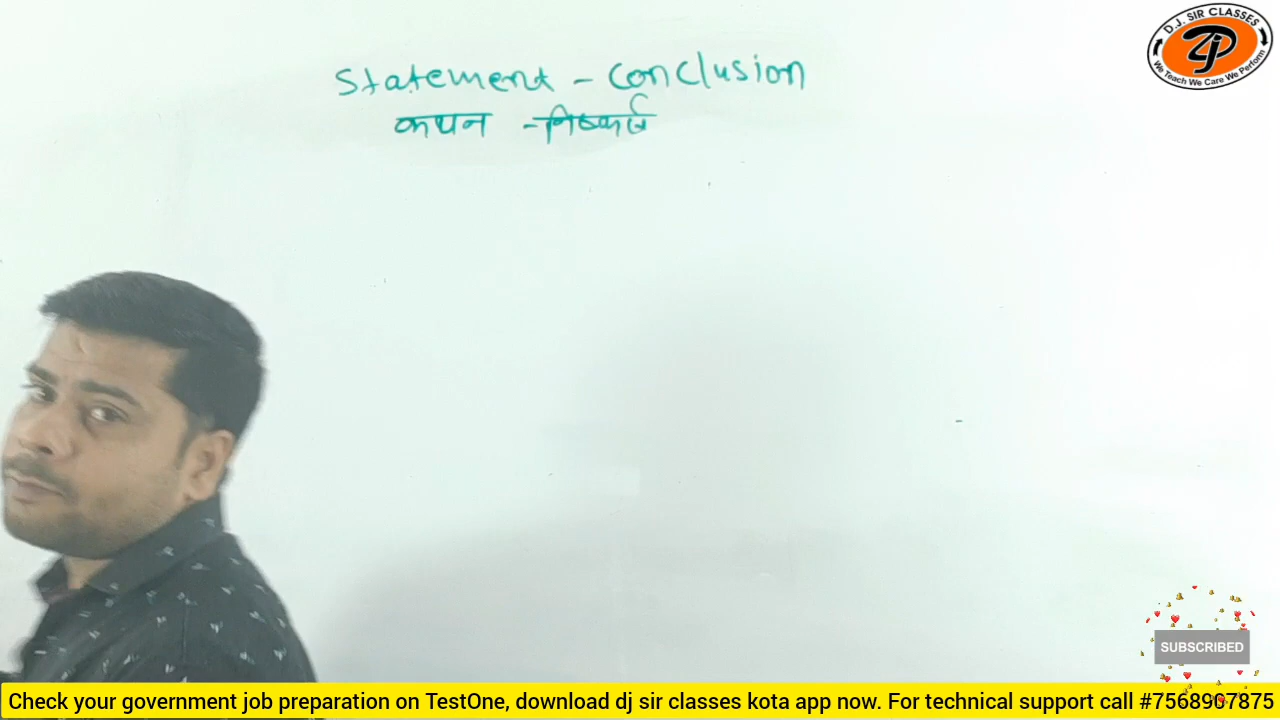 D.J. SIR CLASSES
We Teach We Care We Perform
Statement - Conclusion
कथन - निष्कर्ष
SUBSCRIBED
Check your government job preparation on TestOne, download dj sir classes kota app now. For technical support call #7568907875